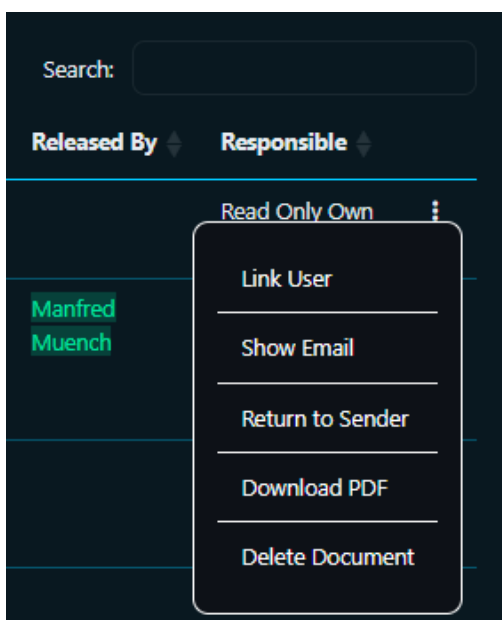 Search:
Released By Responsible
Read Only Own
Manfred
Muench
Link User
Show Email
Return to Sender
Download PDF
Delete Document